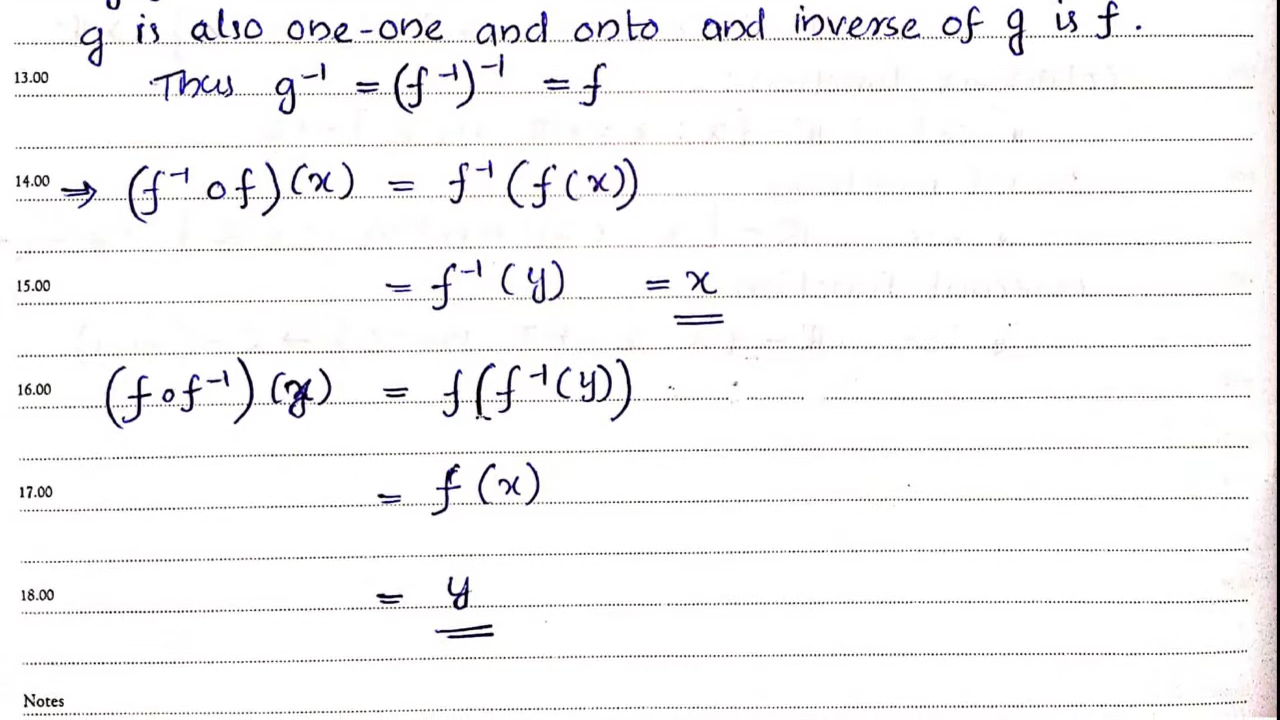 g is also one-one and onto and inverse of g is f.
13.00 Thus g⁻¹ = (f⁻¹)⁻¹ = f
14.00 ⇒ (f⁻¹ o f)(x) = f⁻¹(f(x))
15.00 = f⁻¹(y) = x
16.00 (f o f⁻¹)(y) = f(f⁻¹(y))
17.00 = f(x)
18.00 = y
Notes